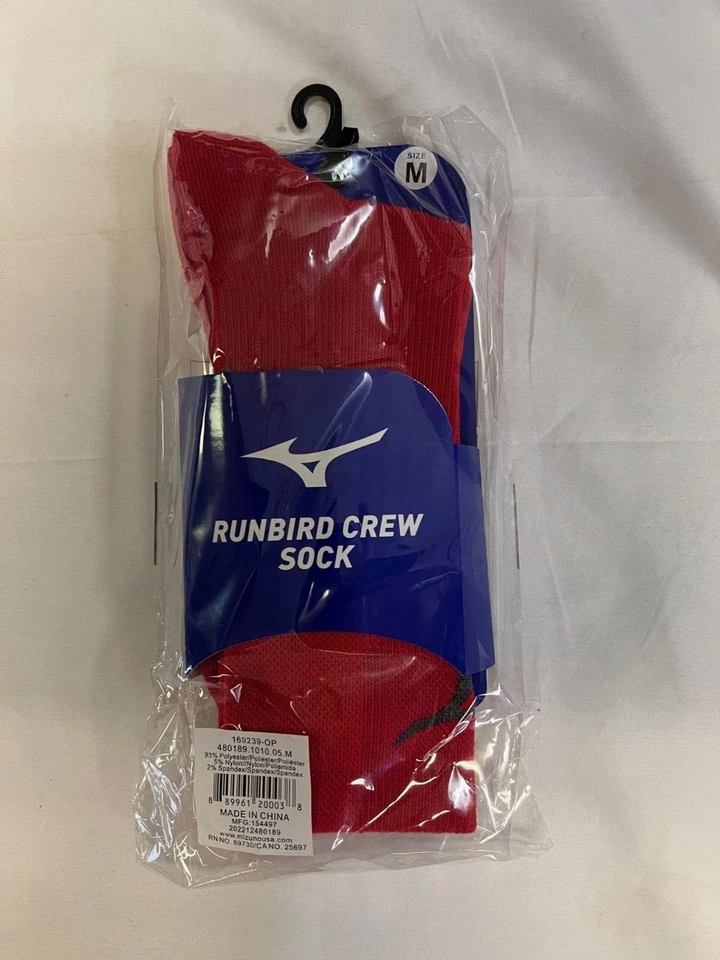 SIZE
M
RUNBIRD CREW
SOCK
169239-OP
480189.1010.05.M
93% Polyester/Poliester/Poliéster
5% Nylon//Nylon/Poliemida
2% Spandex/Spandex/Spandex
8 89961 20003 8
MADE IN CHINA
MFG:154497
202212480189
www.mizunousa.com
RN NO. 89730/CA NO. 25697